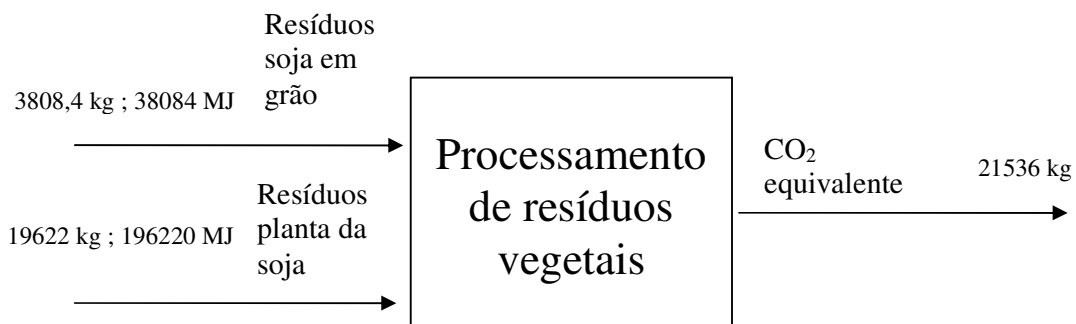 Resíduos
soja em
grão
3808,4 kg ; 38084 MJ
Resíduos
planta da
soja
19622 kg ; 196220 MJ
Processamento
de resíduos
vegetais
CO₂
equivalente
21536 kg